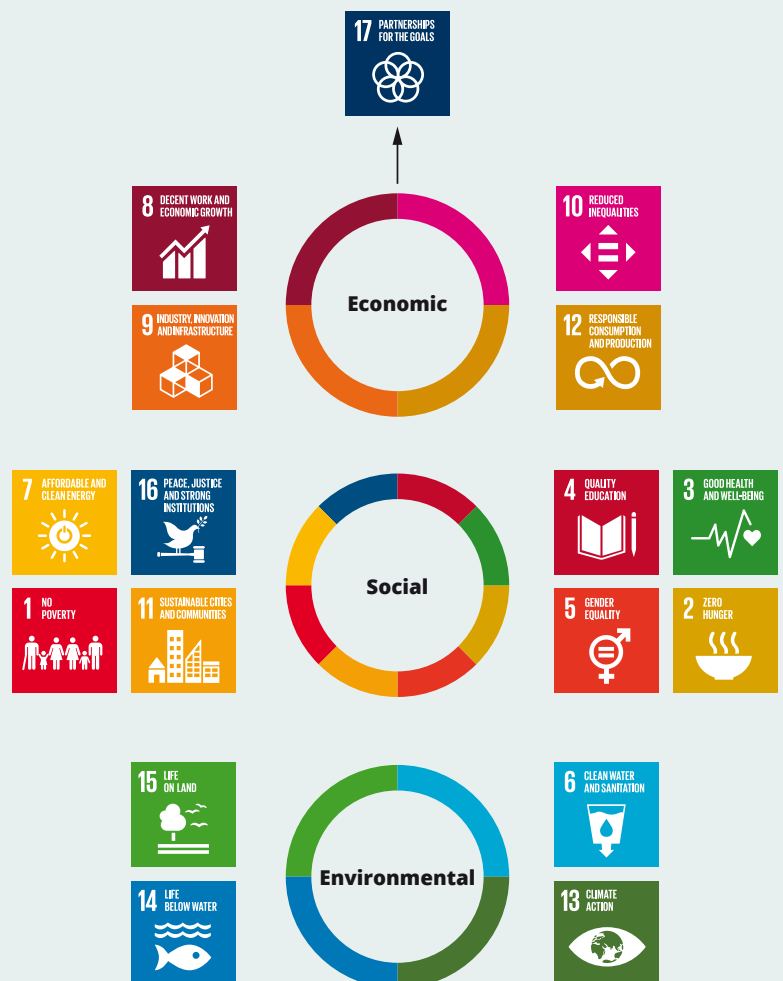 17 PARTNERSHIPS
FOR THE GOALS
8 DECENT WORK AND
ECONOMIC GROWTH
10 REDUCED
INEQUALITIES
Economic
9 INDUSTRY, INNOVATION
AND INFRASTRUCTURE
12 RESPONSIBLE
CONSUMPTION
AND PRODUCTION
7 AFFORDABLE AND
CLEAN ENERGY
16 PEACE, JUSTICE
AND STRONG
INSTITUTIONS
4 QUALITY
EDUCATION
3 GOOD HEALTH
AND WELL-BEING
Social
1 NO
POVERTY
11 SUSTAINABLE CITIES
AND COMMUNITIES
5 GENDER
EQUALITY
2 ZERO
HUNGER
15 LIFE
ON LAND
6 CLEAN WATER
AND SANITATION
Environmental
14 LIFE
BELOW WATER
13 CLIMATE
ACTION